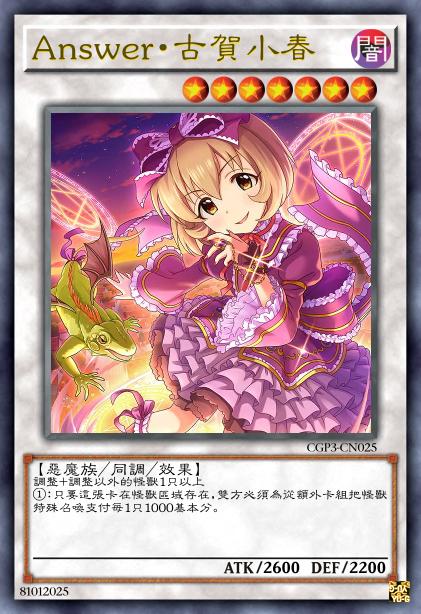 Answer・古賀小春
闇
CGP3-CN025
【惡魔族／同調／效果】
調整＋調整以外的怪獸1只以上
①：只要這張卡在怪獸區域存在，雙方必須為從額外卡組把怪獸
特殊召喚支付每1只1000基本分。
ATK/2600 DEF/2200
81012025